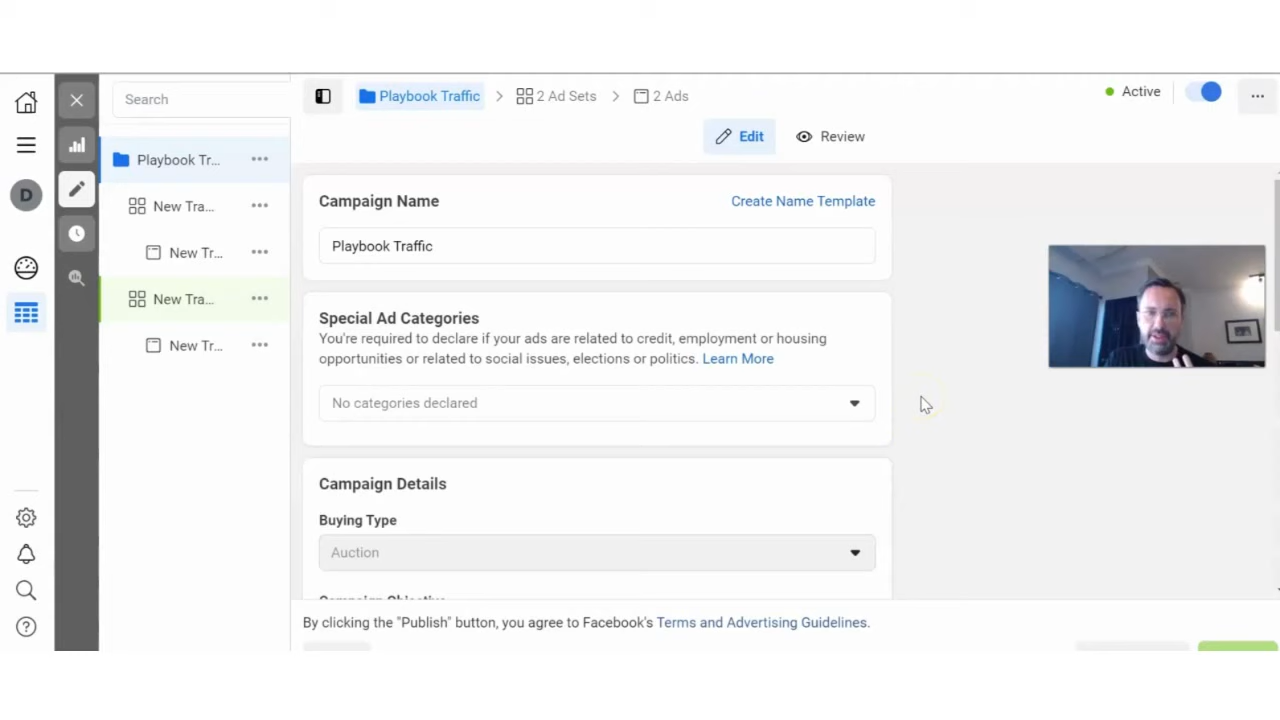 Search
Playbook Traffic
2 Ad Sets
2 Ads
Active
...
Edit
Review
D
Playbook Tr...
New Tra...
New Tr...
New Tra...
New Tr...
Campaign Name
Create Name Template
Playbook Traffic
Special Ad Categories
You're required to declare if your ads are related to credit, employment or housing
opportunities or related to social issues, elections or politics. Learn More
No categories declared
Campaign Details
Buying Type
Auction
Campaign Objective
By clicking the "Publish" button, you agree to Facebook's Terms and Advertising Guidelines.